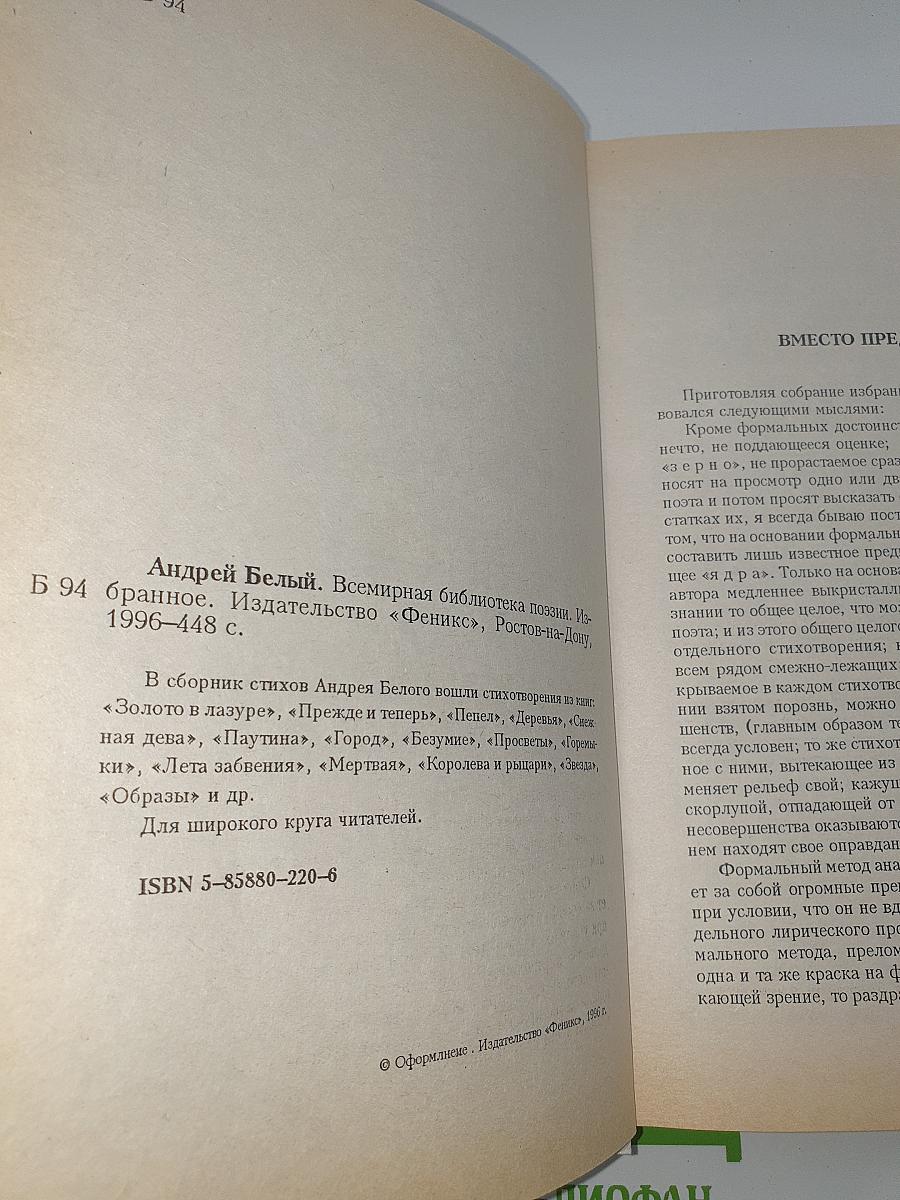 94
Андрей Белый. Всемирная библиотека поэзии. Из-
Б 94 бранное. Издательство «Феникс», Ростов-на-Дону,
1996–448 с.
В сборник стихов Андрея Белого вошли стихотворения из книг:
«Золото в лазуре», «Прежде и теперь», «Пепел», «Деревья», «Снеж-
ная дева», «Паутина», «Город», «Безумие», «Просветы», «Горемы-
ки», «Лета забвения», «Мертвая», «Королева и рыцари», «Звезда»,
«Образы» и др.
Для широкого круга читателей.
ISBN 5–85880–220–6
© Оформлнеме . Издательство «Феникс», 1996 г.
ВМЕСТО ПРЕД
Приготовляя собрание избран
вовался следующими мыслями:
Кроме формальных достоинст
нечто, не поддающееся оценке;
«з е р н о», не прорастаемое сраз
носят на просмотр одно или дв
поэта и потом просят высказать
статках их, я всегда бываю пост
том, что на основании формальн
составить лишь известное пред
щее «я д р а». Только на основа
автора медленнее выкристалли
знании то общее целое, что мо
поэта; и из этого общего целого
отдельного стихотворения;
всем рядом смежно-лежащих
крываемое в каждом стихотво
нии взятом порознь, можно
шенств, (главным образом те
всегда условен; то же стихот
ное с ними, вытекающее из
меняет рельеф свой; кажущ
скорлупой, отпадающей от
несовершенства оказываютс
нем находят свое оправдан
Формальный метод ана
ет за собой огромные пре
при условии, что он не вд
дельного лирического про
мального метода, прелом
одна и та же краска на ф
кающей зрение, то раздра
ЛИОФАН